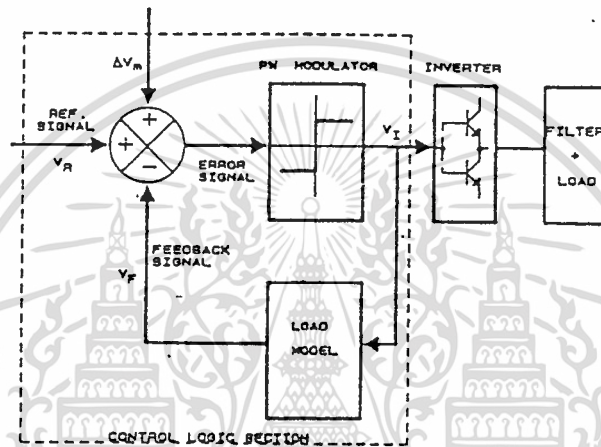 ΔVm
PW MODULATOR
INVERTER
REF.
SIGNAL
VR
+
+
−
ERROR
SIGNAL
VI
FILTER
+
LOAD
FEEDBACK
SIGNAL
VF
LOAD
MODEL
CONTROL LOGIC SECTION